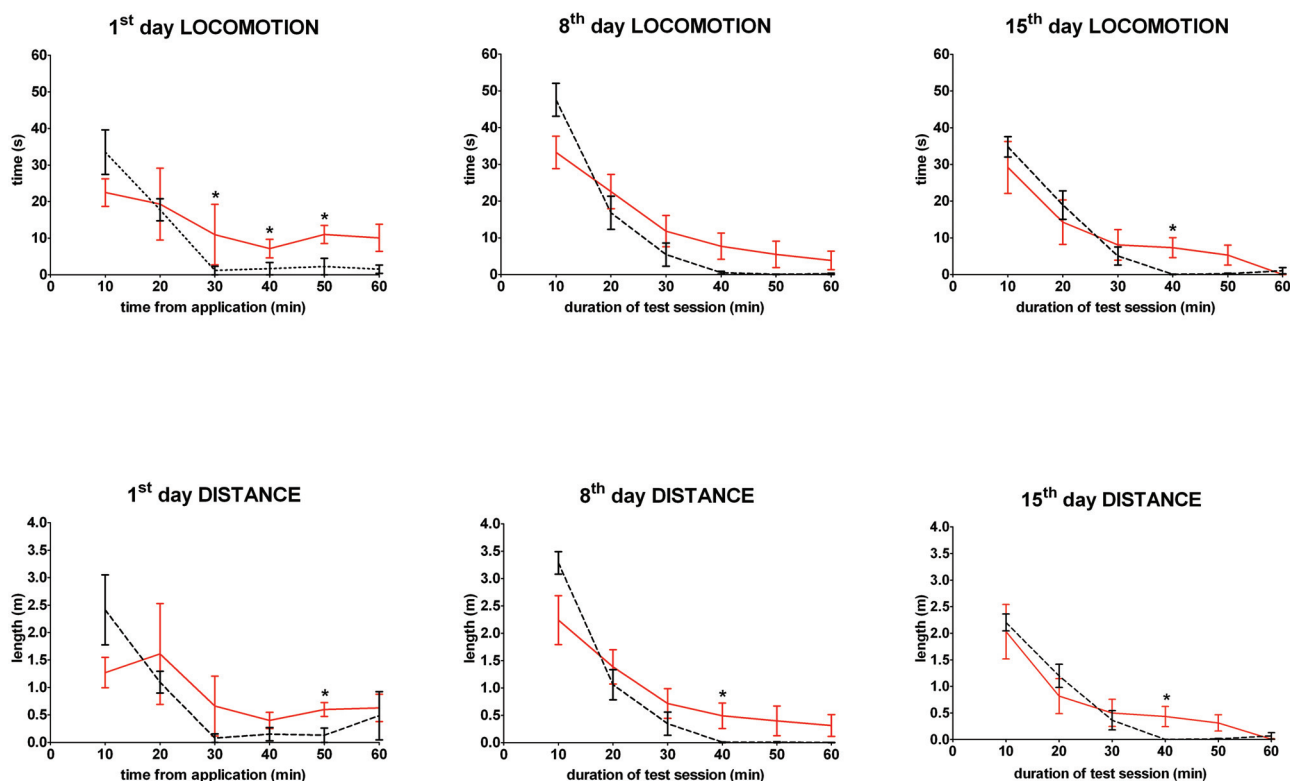 1st day LOCOMOTION
60
50
40
30
20
10
0
time (s)
*
*
*
0 10 20 30 40 50 60
time from application (min)
8th day LOCOMOTION
60
50
40
30
20
10
0
time (s)
0 10 20 30 40 50 60
duration of test session (min)
15th day LOCOMOTION
60
50
40
30
20
10
0
time (s)
*
0 10 20 30 40 50 60
duration of test session (min)
1st day DISTANCE
4.0
3.5
3.0
2.5
2.0
1.5
1.0
0.5
0.0
length (m)
*
0 10 20 30 40 50 60
time from application (min)
8th day DISTANCE
4.0
3.5
3.0
2.5
2.0
1.5
1.0
0.5
0.0
length (m)
*
0 10 20 30 40 50 60
duration of test session (min)
15th day DISTANCE
4.0
3.5
3.0
2.5
2.0
1.5
1.0
0.5
0.0
length (m)
*
0 10 20 30 40 50 60
duration of test session (min)